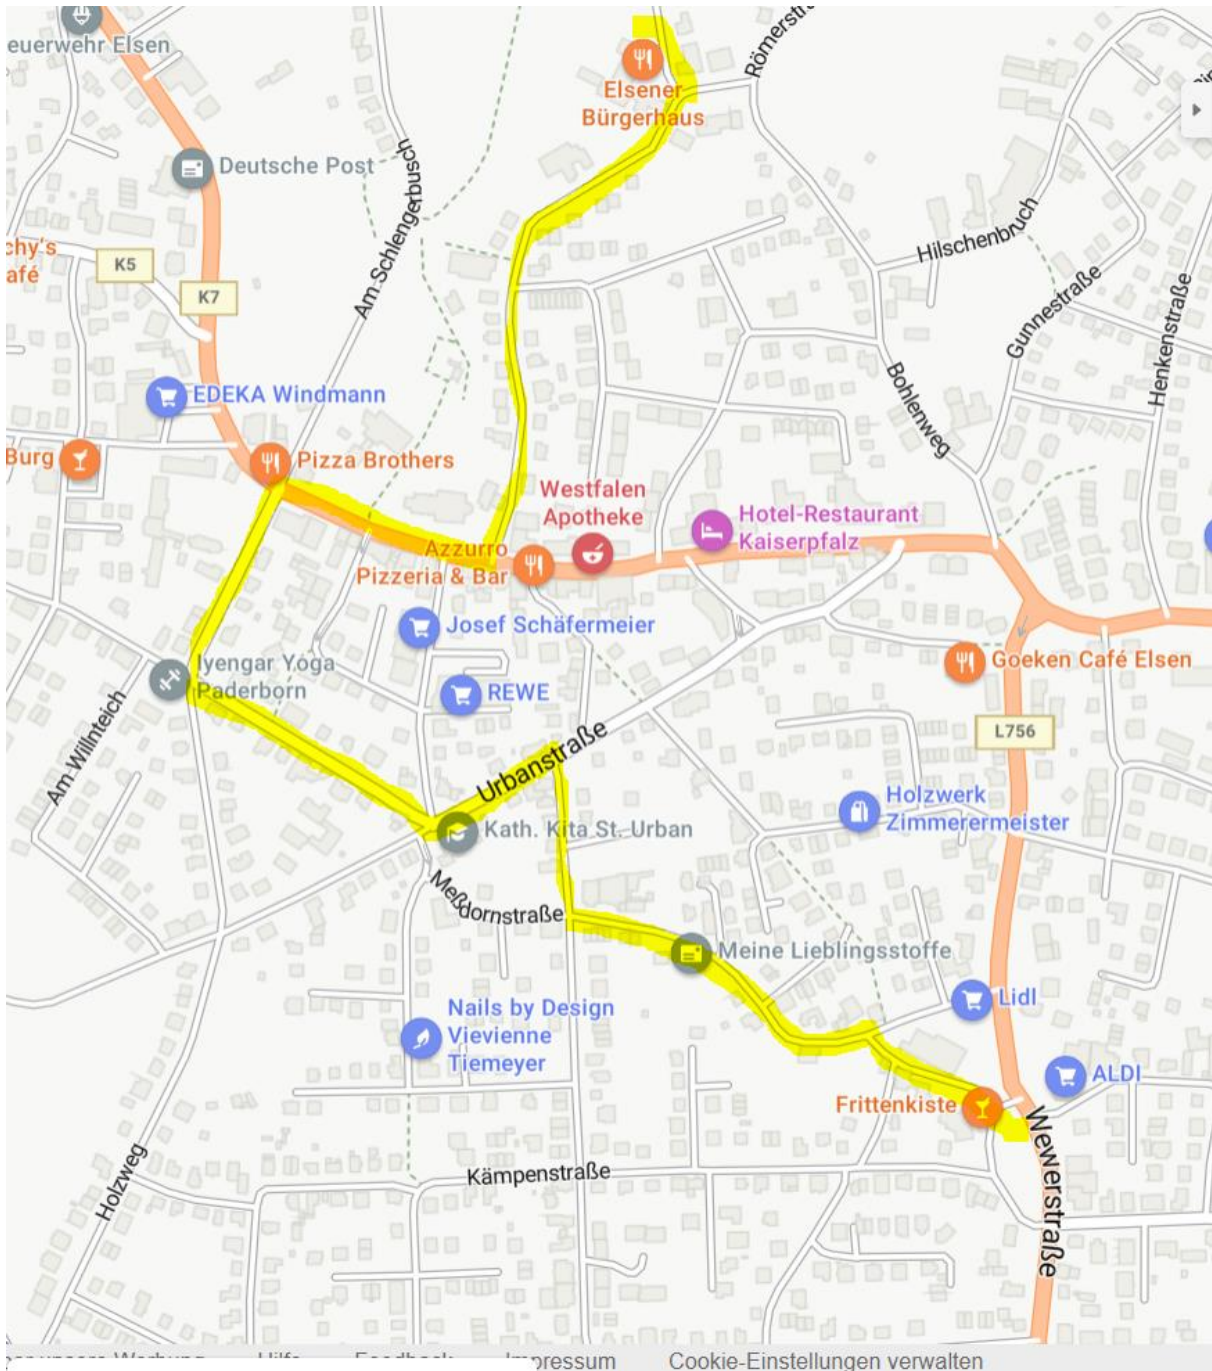 euerwehr Elsen
Elsener
Bürgerhaus
Deutsche Post
Am Schlengerbusch
Hilschenbruch
chy's
afé
K5
K7
Gunnestraße
Henkenstraße
EDEKA Windmann
Bohlenweg
Burg
Pizza Brothers
Westfalen
Apotheke
Hotel-Restaurant
Kaiserpfalz
Azzurro
Pizzeria & Bar
Josef Schäfermeier
Iyengar Yoga
Paderborn
Goeken Café Elsen
REWE
Am Willnteich
L756
Urbanstraße
Holzwerk
Zimmerermeister
Kath. Kita St. Urban
Meßdornstraße
Meine Lieblingsstoffe
Lidl
Nails by Design
Vievienne
Tiemeyer
ALDI
Frittenkiste
Wewerstraße
Kämpenstraße
Holzweg
Impressum
Cookie-Einstellungen verwalten